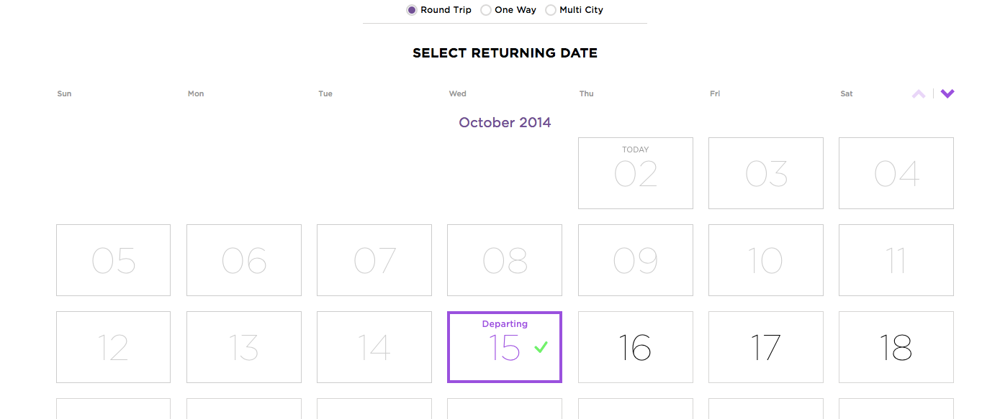 Round Trip One Way Multi City
SELECT RETURNING DATE
Sun Mon Tue Wed Thu Fri Sat
October 2014
TODAY
02 03 04
05 06 07 08 09 10 11
Departing
12 13 14 15 16 17 18